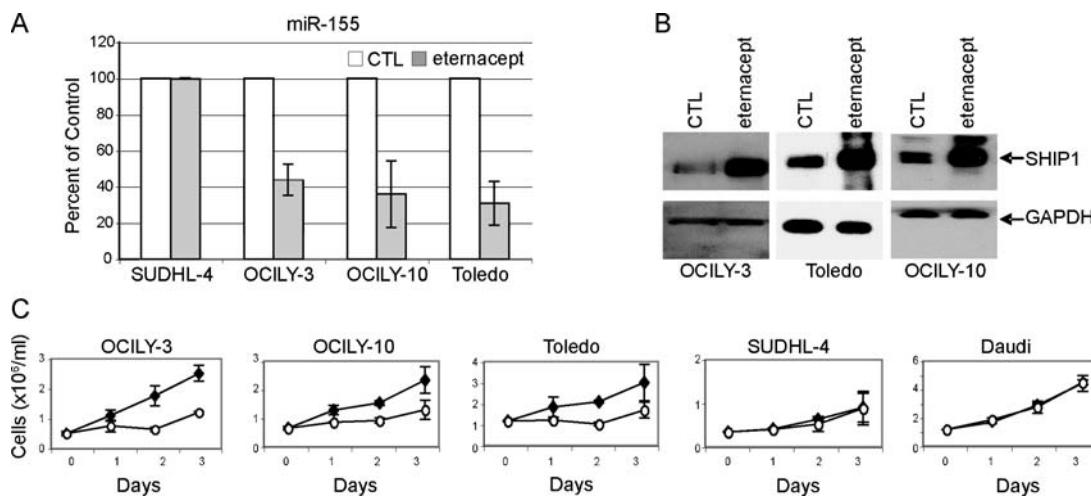 A
miR-155
Percent of Control
120
100
80
60
40
20
0
CTL
eternacept
SUDHL-4
OCILY-3
OCILY-10
Toledo
B
CTL
eternacept
CTL
eternacept
CTL
eternacept
SHIP1
GAPDH
OCILY-3
Toledo
OCILY-10
C
Cells (x10⁶/ml)
OCILY-3
3
2
1
0
0 1 2 3
Days
OCILY-10
3
2
1
0
0 1 2 3
Days
Toledo
4
3
2
1
0
0 1 2 3
Days
SUDHL-4
2
1
0
0 1 2 3
Days
Daudi
6
4
2
0
0 1 2 3
Days